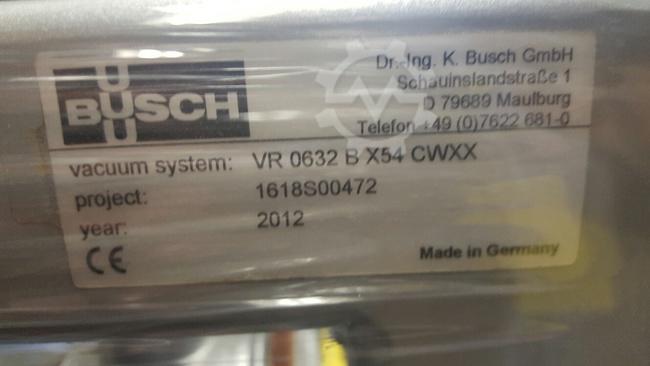 BUSCH
Dr.-Ing. K. Busch GmbH
Schauinslandstraße 1
D 79689 Maulburg
Telefon +49 (0)7622 681-0
vacuum system: VR 0632 B X54 CWXX
project: 1618S00472
year: 2012
CE
Made in Germany